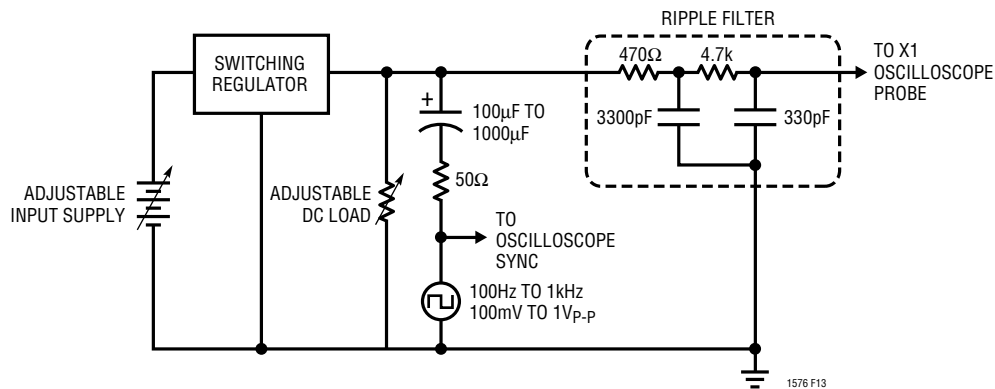 RIPPLE FILTER
SWITCHING
REGULATOR
470Ω
4.7k
TO X1
OSCILLOSCOPE
PROBE
+
100µF TO
1000µF
3300pF
330pF
50Ω
ADJUSTABLE
INPUT SUPPLY
ADJUSTABLE
DC LOAD
TO
OSCILLOSCOPE
SYNC
100Hz TO 1kHz
100mV TO 1VP-P
1576 F13